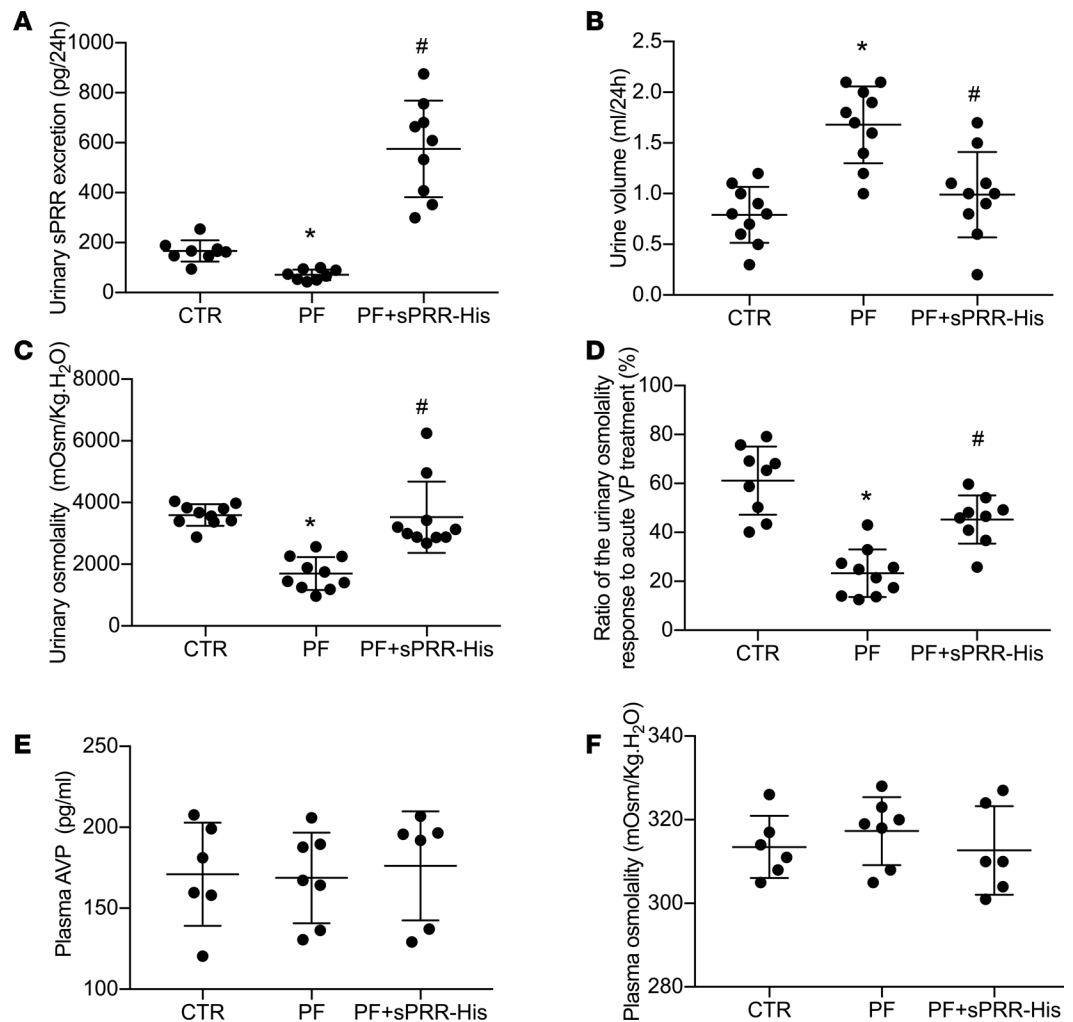 A
Urinary sPRR excretion (pg/24h)
1000
800
600
400
200
0
*
#
CTR
PF
PF+sPRR-His
B
Urine volume (ml/24h)
2.5
2.0
1.5
1.0
0.5
0.0
*
#
CTR
PF
PF+sPRR-His
C
Urinary osmolality (mOsm/Kg.H2O)
8000
6000
4000
2000
0
*
#
CTR
PF
PF+sPRR-His
D
Ratio of the urinary osmolality
response to acute VP treatment (%)
100
80
60
40
20
0
*
#
CTR
PF
PF+sPRR-His
E
Plasma AVP (pg/ml)
250
200
150
100
CTR
PF
PF+sPRR-His
F
Plasma osmolality (mOsm/Kg.H2O)
340
320
300
280
CTR
PF
PF+sPRR-His